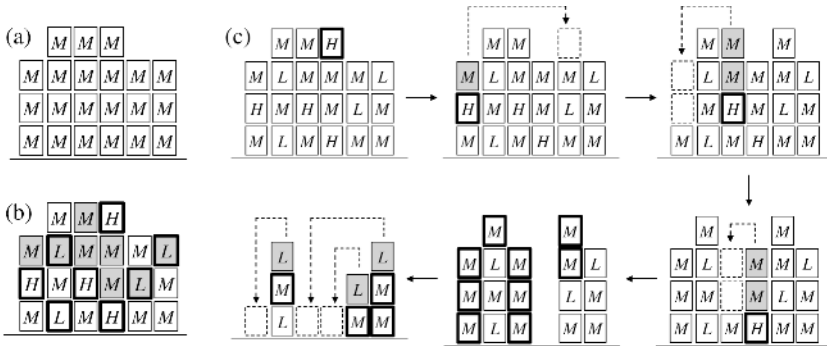 (a)
M M M
M M M M M M
M M M M M M
M M M M M M
(b)
M M H
M L M M M L
H M H M L M
M L M H M M
(c)
M M H
M L M M M L
H M H M L M
M L M H M M
M M
M L M M M L
H M H M L M
M L M H M M
M M M
L M M M L
M H M L M
M L M H M M
M M
M L M M L
M M M L M
M L M H M M
M M
M L M M L
M M M L M
M L M M M
L L
M L M
L M M